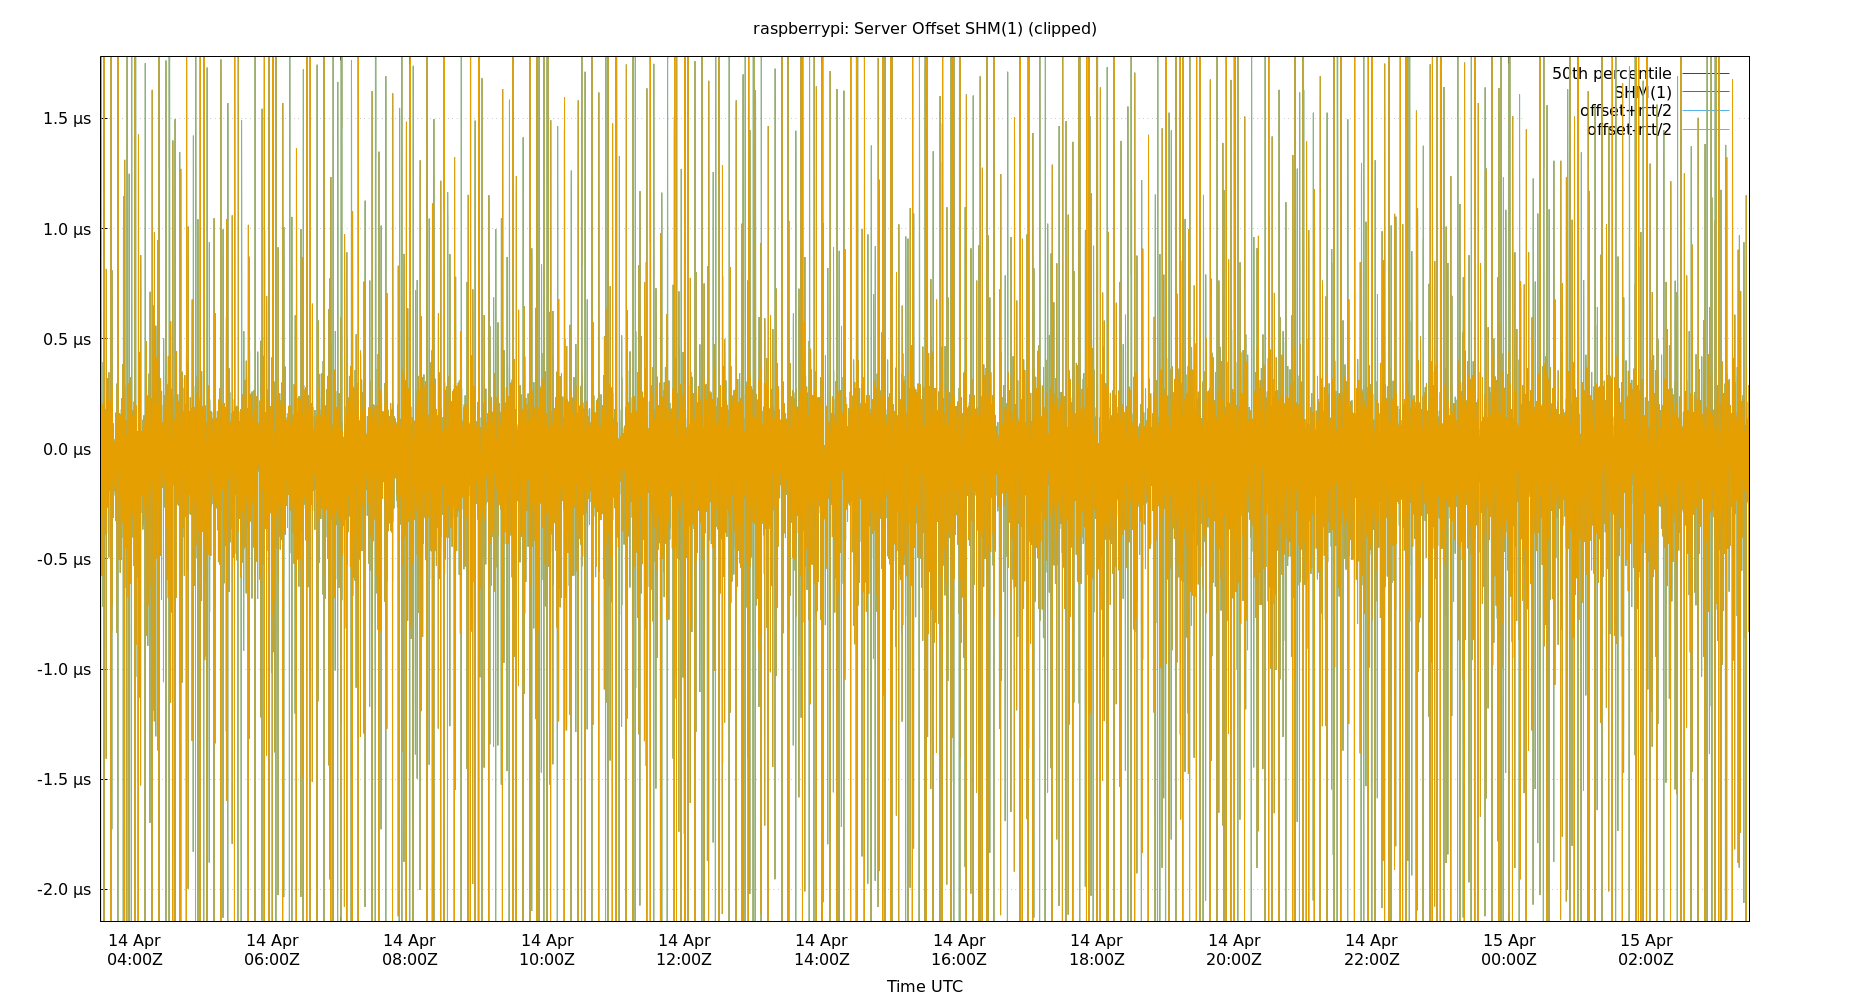 raspberrypi: Server Offset SHM(1) (clipped)
50th percentile
SHM(1)
offset+rtt/2
offset-rtt/2
1.5 µs
1.0 µs
0.5 µs
0.0 µs
-0.5 µs
-1.0 µs
-1.5 µs
-2.0 µs
14 Apr 14 Apr 14 Apr 14 Apr 14 Apr 14 Apr 14 Apr 14 Apr 14 Apr 14 Apr 15 Apr 15 Apr
04:00Z 06:00Z 08:00Z 10:00Z 12:00Z 14:00Z 16:00Z 18:00Z 20:00Z 22:00Z 00:00Z 02:00Z
Time UTC